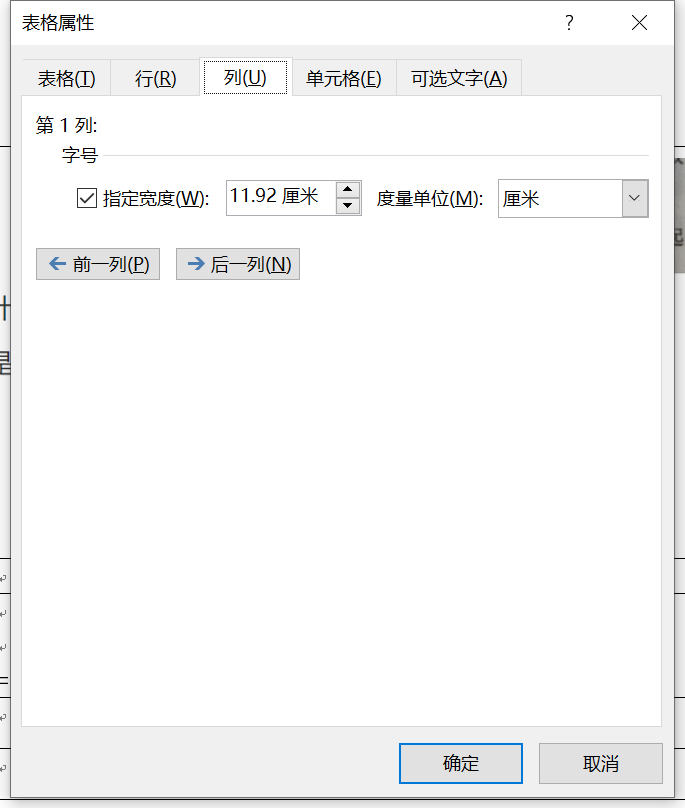 表格属性
表格(T) 行(R) 列(U) 单元格(E) 可选文字(A)
第 1 列:
字号
指定宽度(W): 11.92 厘米 度量单位(M): 厘米
前一列(P) 后一列(N)
确定 取消